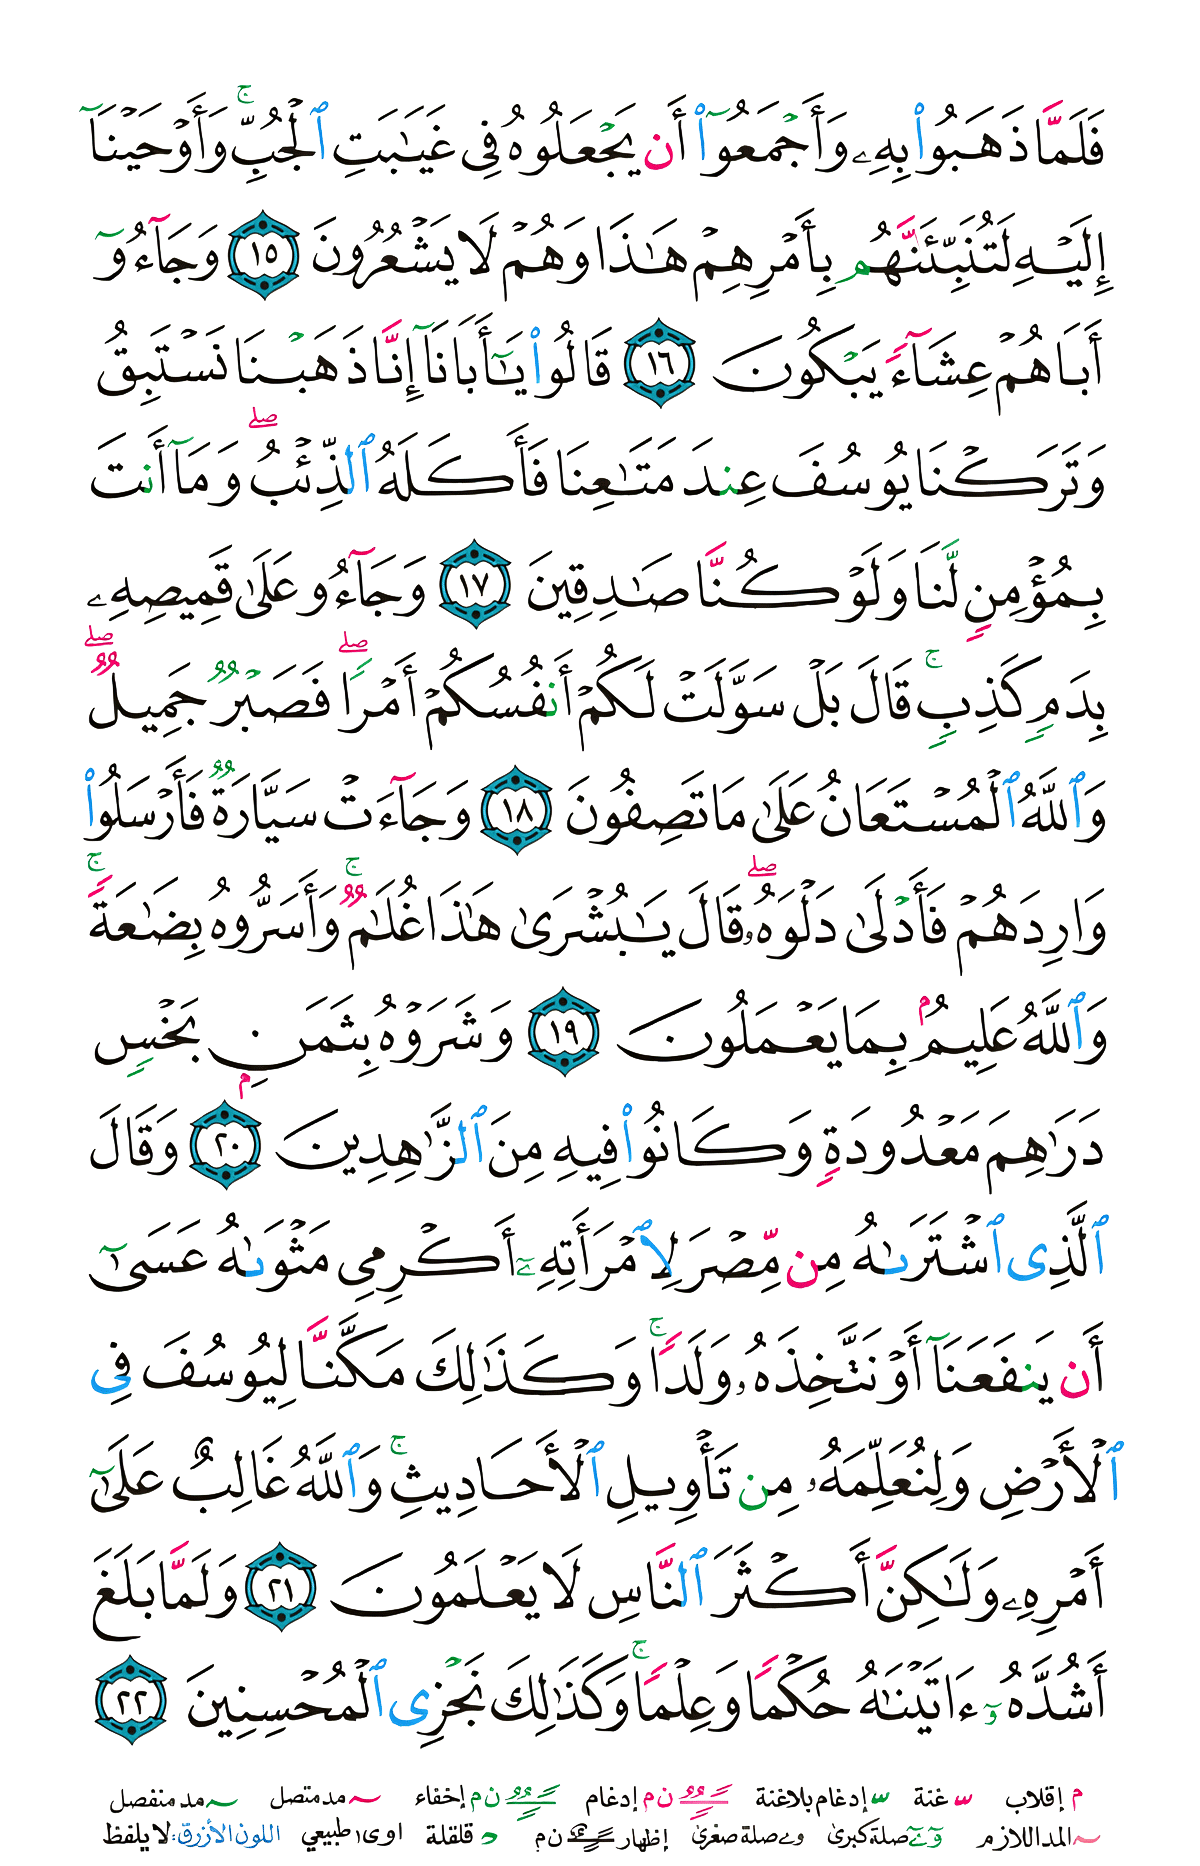 فَلَمَّا ذَهَبُوا۟ بِهِۦ وَأَجْمَعُوٓا۟ أَن يَجْعَلُوهُ فِى غَيَـٰبَتِ ٱلْجُبِّ ۚ وَأَوْحَيْنَآ
إِلَيْهِ لَتُنَبِّئَنَّهُم بِأَمْرِهِمْ هَـٰذَا وَهُمْ لَا يَشْعُرُونَ ١٥ وَجَآءُوٓ
أَبَاهُمْ عِشَآءً يَبْكُونَ ١٦ قَالُوا۟ يَـٰٓأَبَانَآ إِنَّا ذَهَبْنَا نَسْتَبِقُ
وَتَرَكْنَا يُوسُفَ عِندَ مَتَـٰعِنَا فَأَكَلَهُ ٱلذِّئْبُ ۖ وَمَآ أَنتَ
بِمُؤْمِنٍ لَّنَا وَلَوْ كُنَّا صَـٰدِقِينَ ١٧ وَجَآءُو عَلَىٰ قَمِيصِهِۦ
بِدَمٍ كَذِبٍ ۚ قَالَ بَلْ سَوَّلَتْ لَكُمْ أَنفُسُكُمْ أَمْرًا ۖ فَصَبْرٌ جَمِيلٌ ۖ
وَٱللَّهُ ٱلْمُسْتَعَانُ عَلَىٰ مَا تَصِفُونَ ١٨ وَجَآءَتْ سَيَّارَةٌ فَأَرْسَلُوا۟
وَارِدَهُمْ فَأَدْلَىٰ دَلْوَهُۥ ۖ قَالَ يَـٰبُشْرَىٰ هَـٰذَا غُلَـٰمٌ ۚ وَأَسَرُّوهُ بِضَـٰعَةً ۚ
وَٱللَّهُ عَلِيمٌۢ بِمَا يَعْمَلُونَ ١٩ وَشَرَوْهُ بِثَمَنٍۭ بَخْسٍ
دَرَٰهِمَ مَعْدُودَةٍ وَكَانُوا۟ فِيهِ مِنَ ٱلزَّٰهِدِينَ ٢٠ وَقَالَ
ٱلَّذِى ٱشْتَرَىٰهُ مِن مِّصْرَ لِٱمْرَأَتِهِۦٓ أَكْرِمِى مَثْوَىٰهُ عَسَىٰٓ
أَن يَنفَعَنَآ أَوْ نَتَّخِذَهُۥ وَلَدًا ۚ وَكَذَٰلِكَ مَكَّنَّا لِيُوسُفَ فِى
ٱلْأَرْضِ وَلِنُعَلِّمَهُۥ مِن تَأْوِيلِ ٱلْأَحَادِيثِ ۚ وَٱللَّهُ غَالِبٌ عَلَىٰٓ
أَمْرِهِۦ وَلَـٰكِنَّ أَكْثَرَ ٱلنَّاسِ لَا يَعْلَمُونَ ٢١ وَلَمَّا بَلَغَ
أَشُدَّهُۥٓ ءَاتَيْنَـٰهُ حُكْمًا وَعِلْمًا ۚ وَكَذَٰلِكَ نَجْزِى ٱلْمُحْسِنِينَ ٢٢
م إقلاب غنة إدغام بلاغنة ن م إدغام ن م إخفاء مد متصل مد منفصل
المد اللازم صلة كبرى و ے صلة صغرى إظهار ن م قلقلة ا و ى طبيعي اللون الأزرق: لا يلفظ